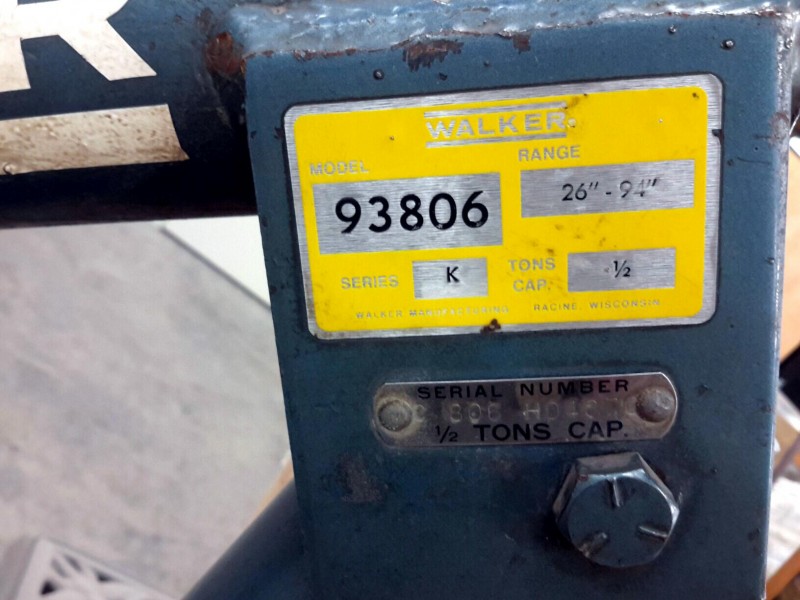 R
WALKER
MODEL
RANGE
93806
26" - 94"
SERIES K
TONS CAP. ½
WALKER MANUFACTURING RACINE, WISCONSIN
SERIAL NUMBER
½ TONS CAP.